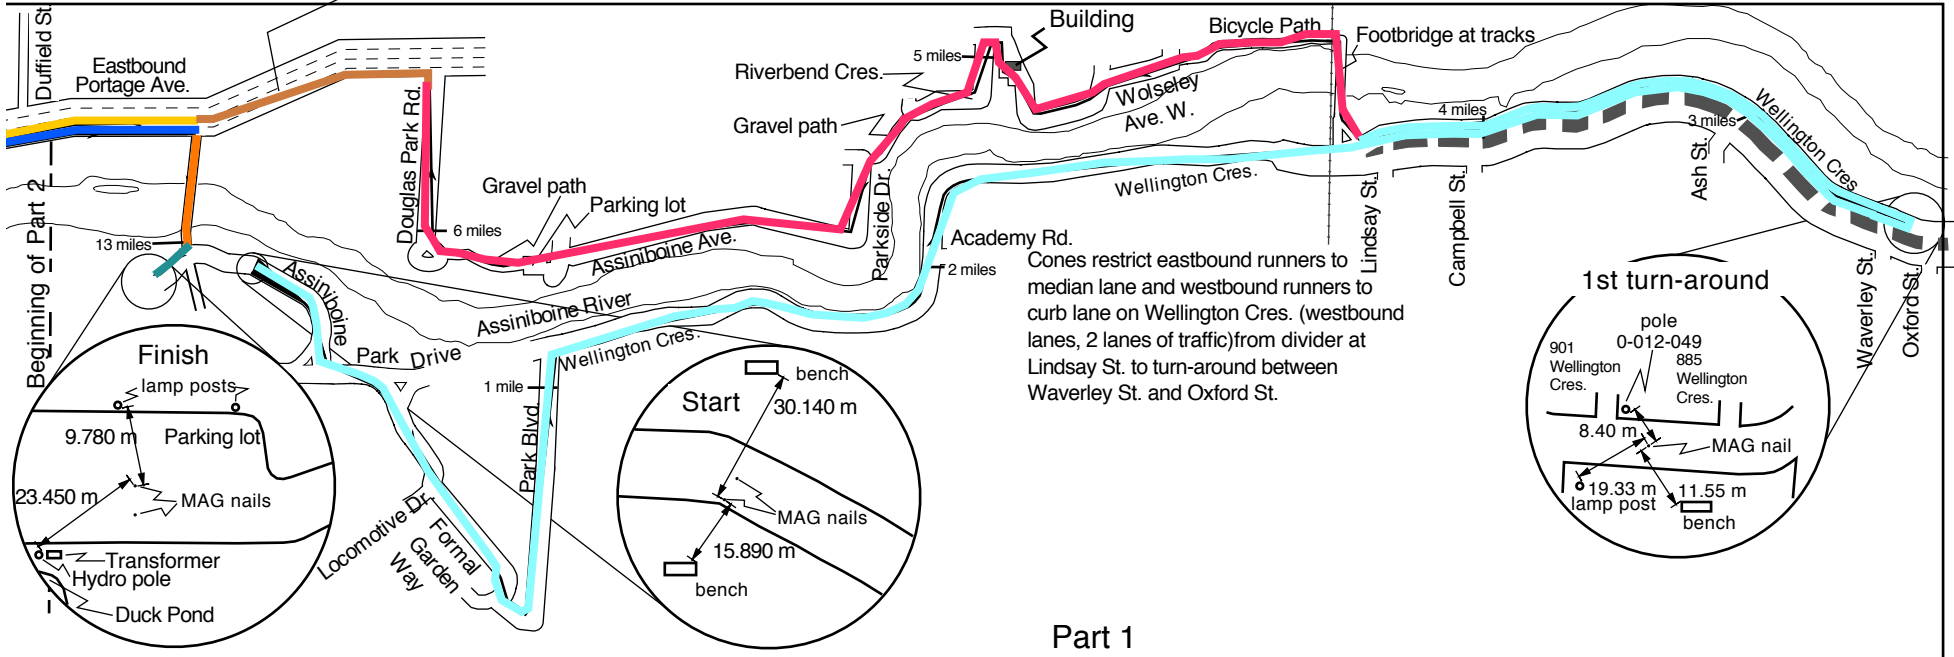 Duffield St.
Eastbound
Portage Ave.
Beginning of Part 2
13 miles
Douglas Park Rd.
6 miles
Gravel path
Parking lot
Assiniboine Ave.
Riverbend Cres.
5 miles
Building
Gravel path
Parkside Dr.
Wolseley
Ave. W.
Bicycle Path
Footbridge at tracks
4 miles
3 miles
Wellington Cres.
Wellington Cres.
Lindsay St.
Campbell St.
Ash St.
Waverley St.
Oxford St.
Academy Rd.
2 miles
Assiniboine River
Wellington Cres.
Assiniboine
Park Drive
1 mile
Park Blvd.
Locomotive Dr.
Formal
Garden
Way
Cones restrict eastbound runners to
median lane and westbound runners to
curb lane on Wellington Cres. (westbound
lanes, 2 lanes of traffic)from divider at
Lindsay St. to turn-around between
Waverley St. and Oxford St.
Finish
lamp posts
9.780 m
Parking lot
23.450 m
MAG nails
Transformer
Hydro pole
Duck Pond
Start
bench
30.140 m
MAG nails
15.890 m
bench
1st turn-around
pole
0-012-049
901
Wellington
Cres.
885
Wellington
Cres.
8.40 m
MAG nail
19.33 m
11.55 m
lamp post
bench
Part 1